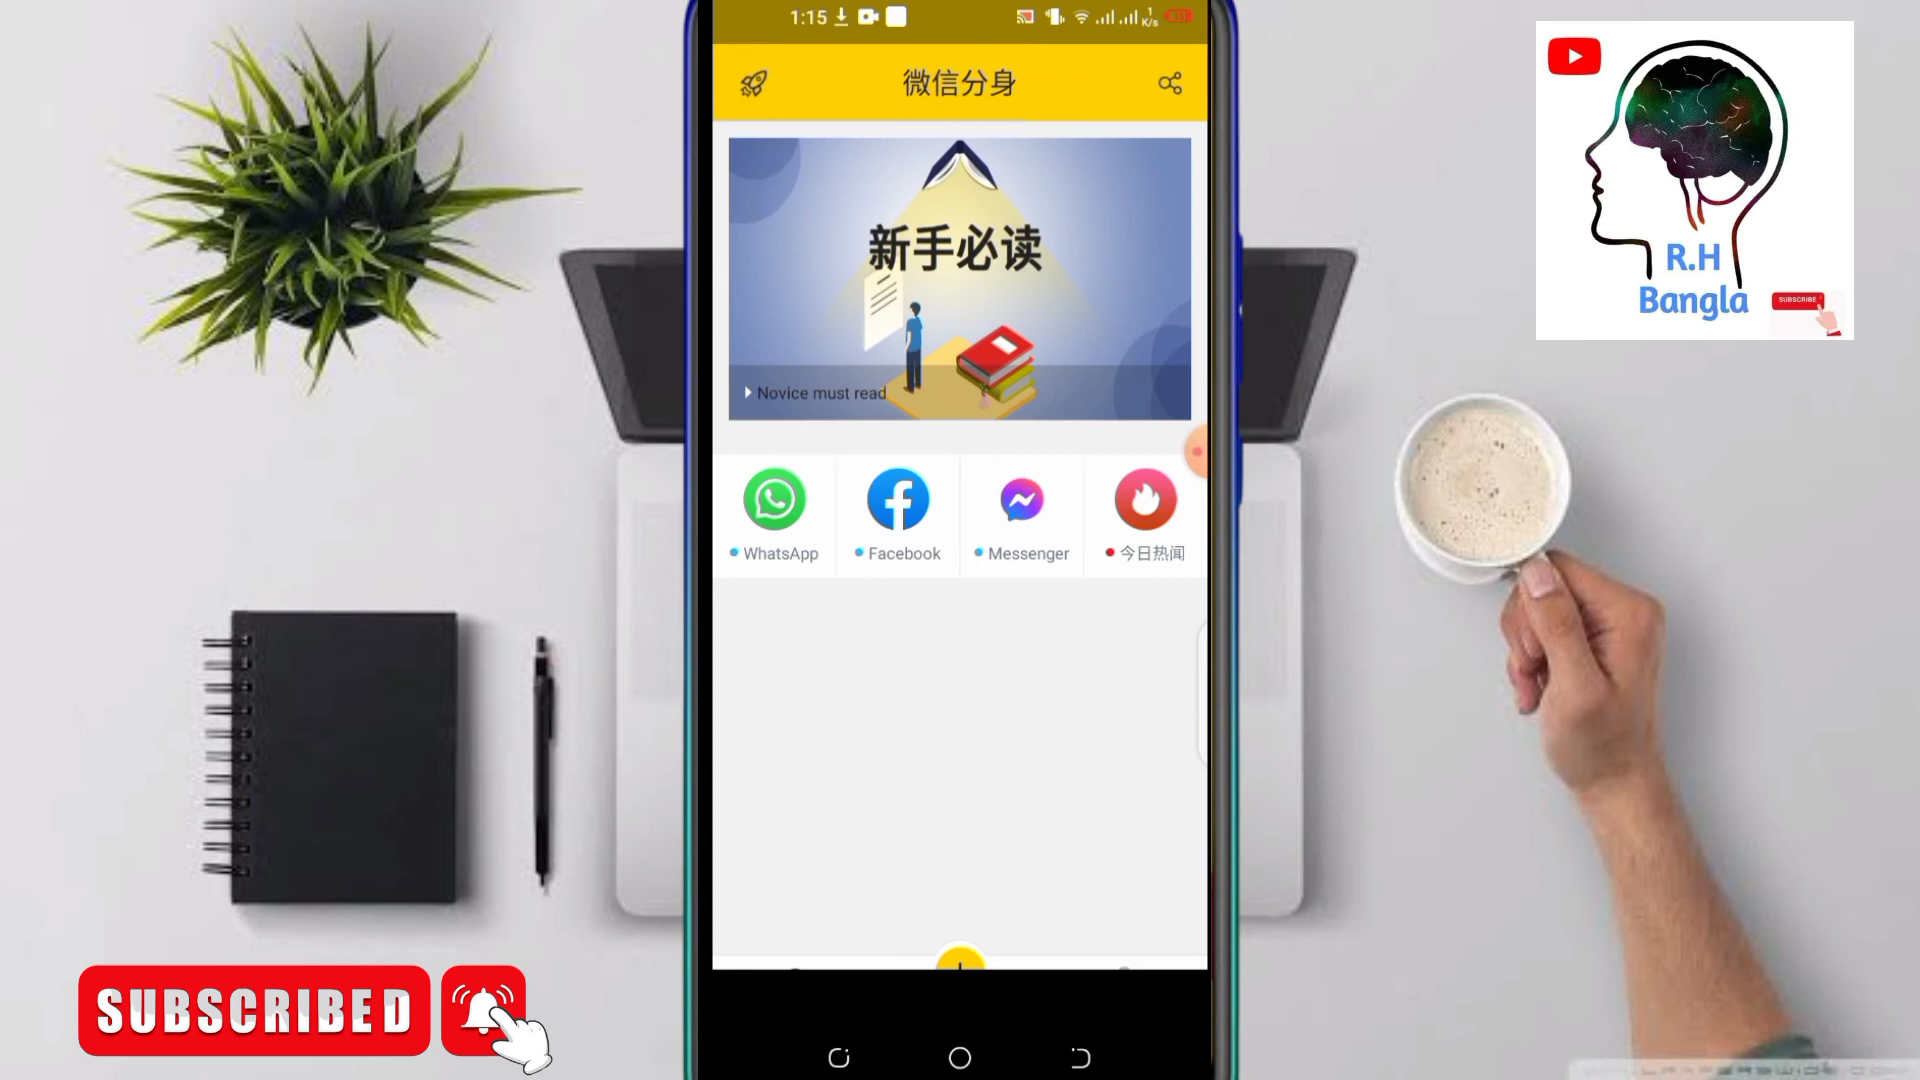 1:15
1
K/s
微信分身
新手必读
Novice must read
WhatsApp
Facebook
Messenger
今日热闻
R.H
Bangla
SUBSCRIBE
SUBSCRIBED